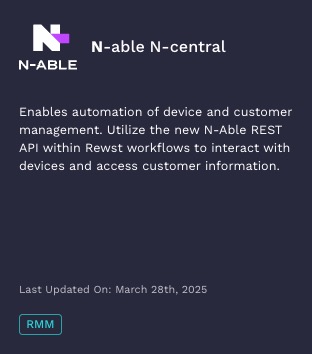 N-ABLE
N-able N-central
Enables automation of device and customer
management. Utilize the new N-Able REST
API within Rewst workflows to interact with
devices and access customer information.
Last Updated On: March 28th, 2025
RMM